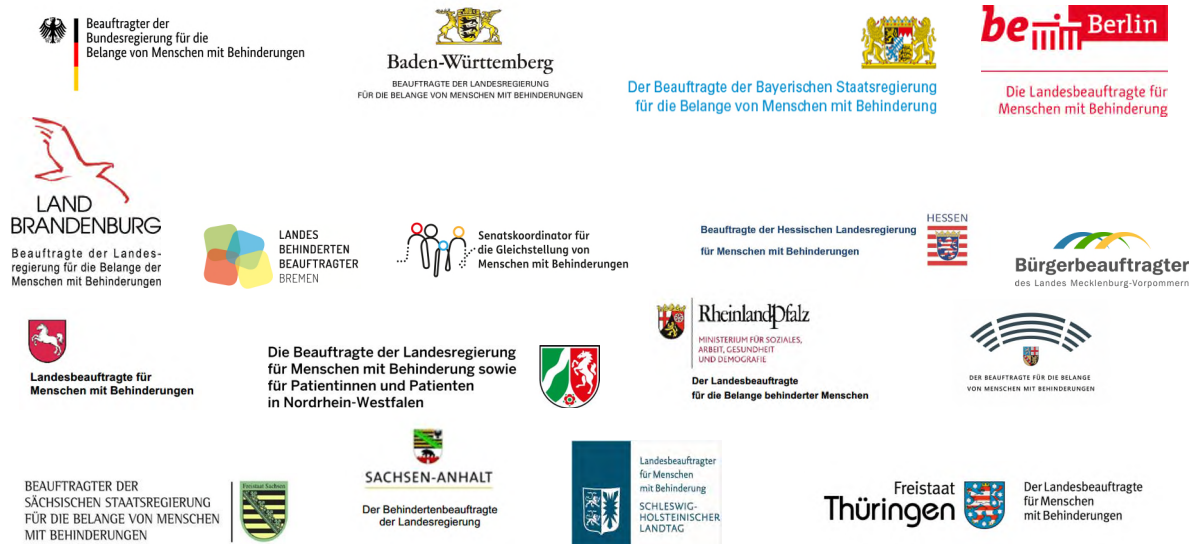 Beauftragter der
Bundesregierung für die
Belange von Menschen mit Behinderungen
Baden-Württemberg
BEAUFTRAGTE DER LANDESREGIERUNG
FÜR DIE BELANGE VON MENSCHEN MIT BEHINDERUNGEN
Der Beauftragte der Bayerischen Staatsregierung
für die Belange von Menschen mit Behinderung
be Berlin
Die Landesbeauftragte für
Menschen mit Behinderung
LAND
BRANDENBURG
Beauftragte der Landes-
regierung für die Belange der
Menschen mit Behinderungen
LANDES
BEHINDERTEN
BEAUFTRAGTER
BREMEN
Senatskoordinator für
die Gleichstellung von
Menschen mit Behinderungen
Beauftragte der Hessischen Landesregierung
für Menschen mit Behinderungen
HESSEN
Bürgerbeauftragter
des Landes Mecklenburg-Vorpommern
Landesbeauftragte für
Menschen mit Behinderungen
Die Beauftragte der Landesregierung
für Menschen mit Behinderung sowie
für Patientinnen und Patienten
in Nordrhein-Westfalen
RheinlandPfalz
MINISTERIUM FÜR SOZIALES,
ARBEIT, GESUNDHEIT
UND DEMOGRAFIE
Der Landesbeauftragte
für die Belange behinderter Menschen
DER BEAUFTRAGTE FÜR DIE BELANGE
VON MENSCHEN MIT BEHINDERUNGEN
BEAUFTRAGTER DER
SÄCHSISCHEN STAATSREGIERUNG
FÜR DIE BELANGE VON MENSCHEN
MIT BEHINDERUNGEN
Freistaat Sachsen
SACHSEN-ANHALT
Der Behindertenbeauftragte
der Landesregierung
Landesbeauftragter
für Menschen
mit Behinderung
SCHLESWIG-
HOLSTEINISCHER
LANDTAG
Freistaat
Thüringen
Der Landesbeauftragte
für Menschen
mit Behinderungen